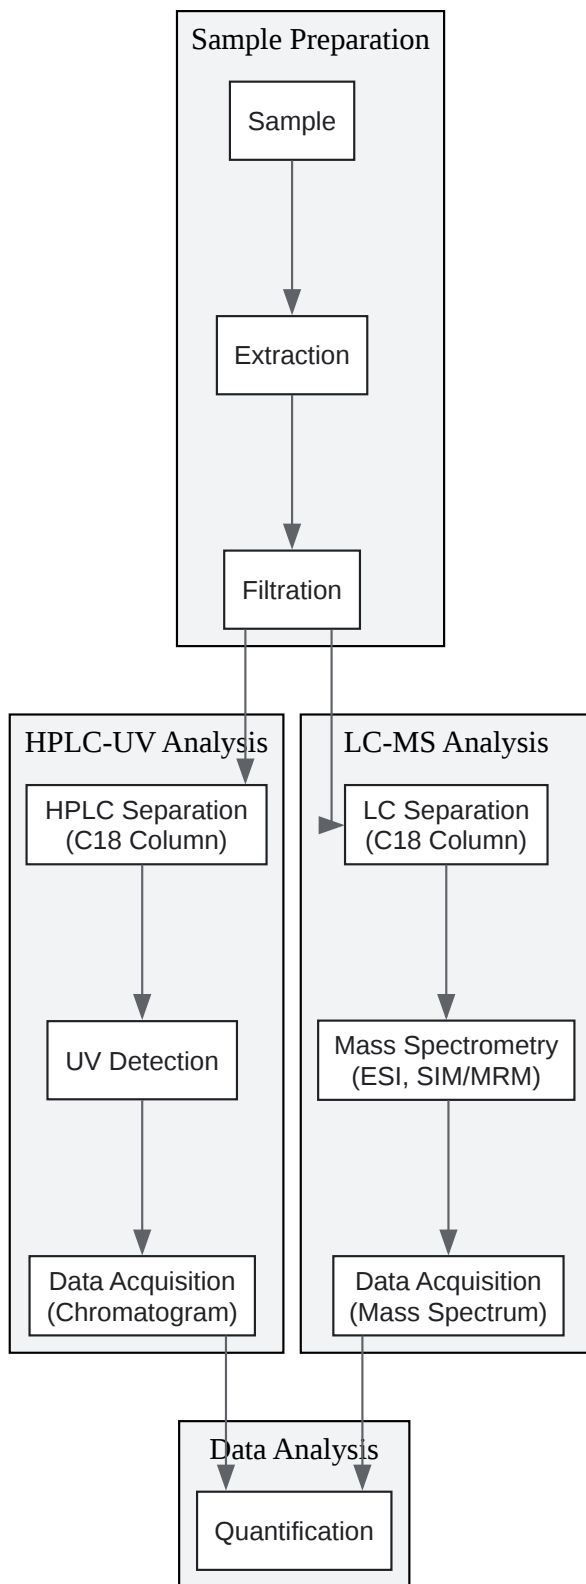 Sample Preparation
Sample
Extraction
Filtration
HPLC-UV Analysis
HPLC Separation
(C18 Column)
UV Detection
Data Acquisition
(Chromatogram)
LC-MS Analysis
LC Separation
(C18 Column)
Mass Spectrometry
(ESI, SIM/MRM)
Data Acquisition
(Mass Spectrum)
Data Analysis
Quantification